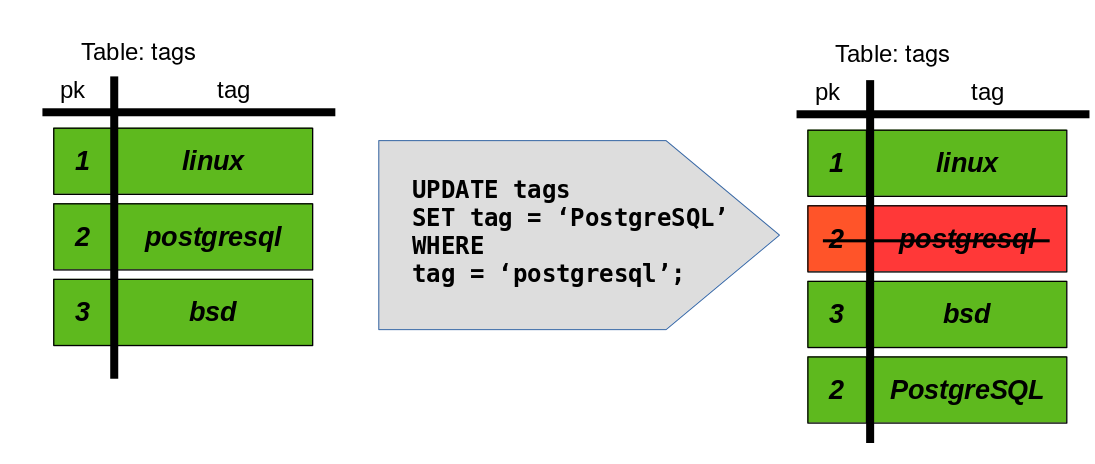 Table: tags
pk tag
1 linux
2 postgresql
3 bsd
UPDATE tags
SET tag = ‘PostgreSQL’
WHERE
tag = ‘postgresql’;
Table: tags
pk tag
1 linux
2 postgresql
3 bsd
2 PostgreSQL